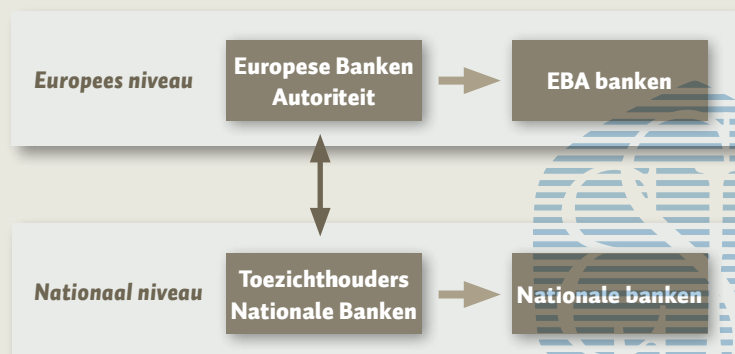 Europees niveau
Europese Banken
Autoriteit
EBA banken
Nationaal niveau
Toezichthouders
Nationale Banken
Nationale banken